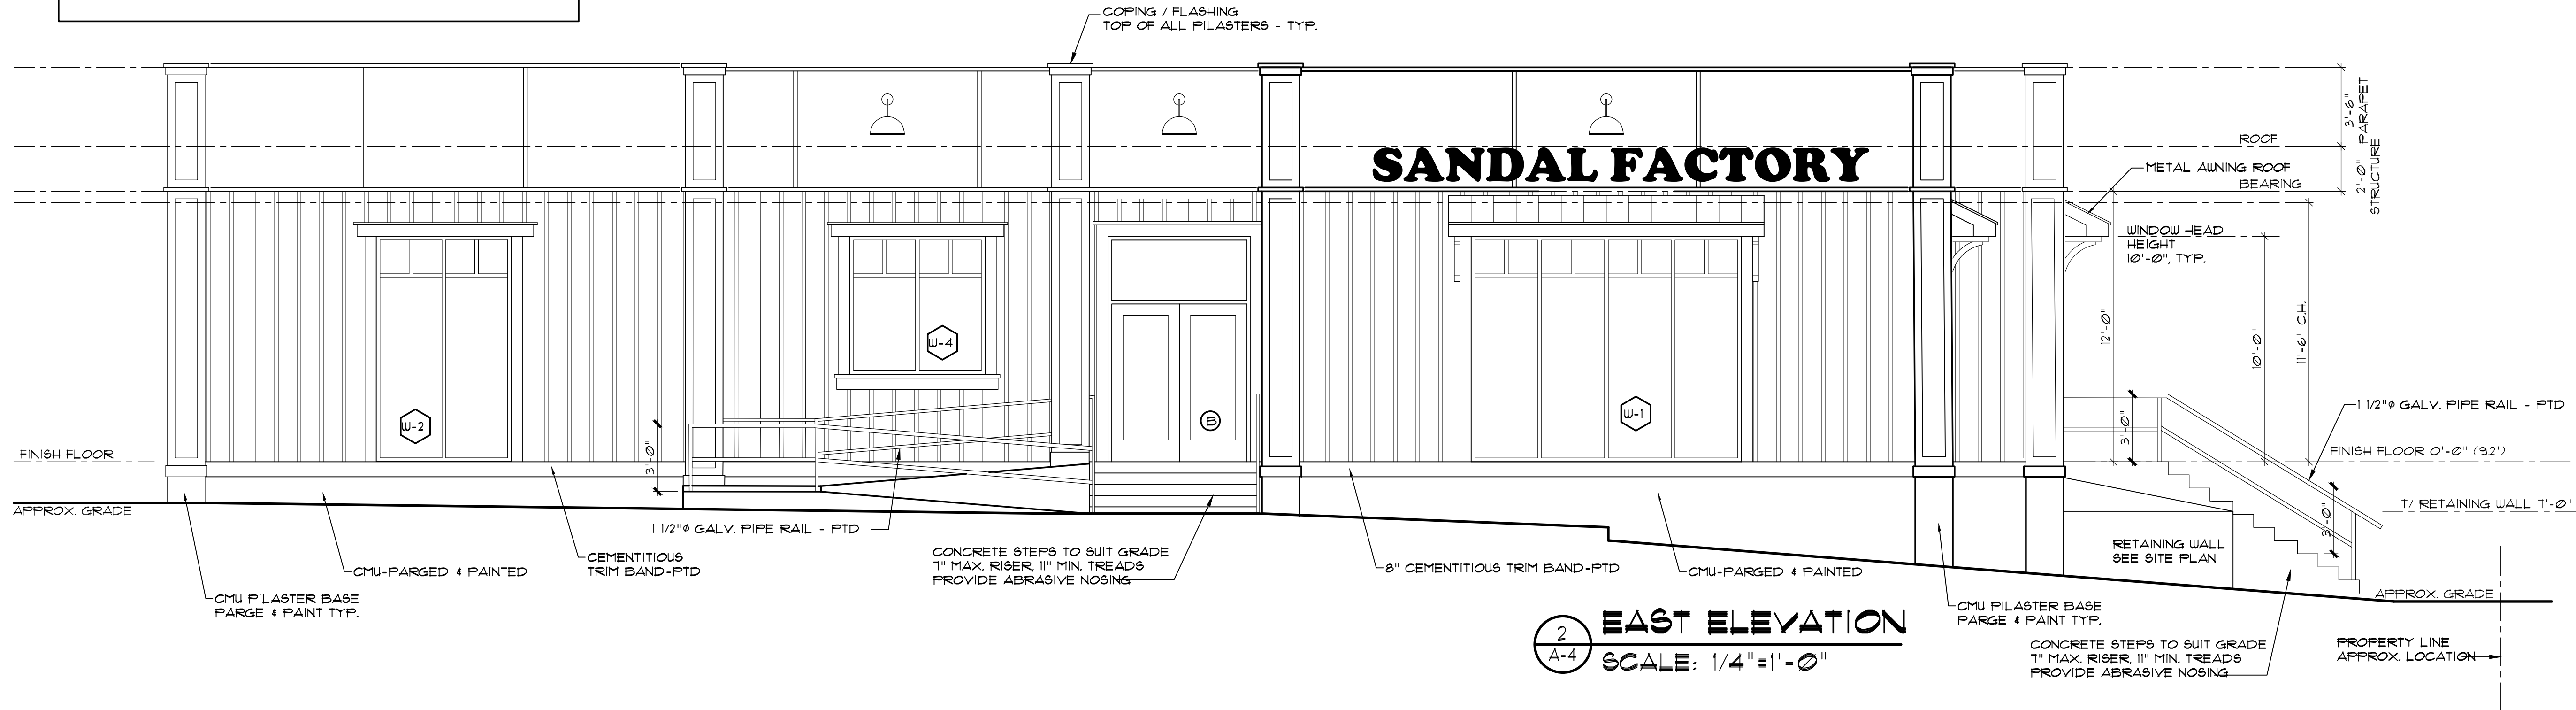 COPING / FLASHING
TOP OF ALL PILASTERS - TYP.
SANDAL FACTORY
ROOF
BEARING
3'-6"
PARAPET
2'-0"
STRUCTURE
METAL AWNING ROOF
WINDOW HEAD
HEIGHT
10'-0", TYP.
12'-0"
10'-0"
11'-6" C.H.
W-2
W-4
B
W-1
3'-0"
3'-0"
3'-0"
1 1/2"ø GALV. PIPE RAIL - PTD
FINISH FLOOR
FINISH FLOOR 0'-0" (9.2')
T/ RETAINING WALL 7'-0"
APPROX. GRADE
1 1/2"ø GALV. PIPE RAIL - PTD
RETAINING WALL
SEE SITE PLAN
CEMENTITIOUS
TRIM BAND-PTD
CMU-PARGED & PAINTED
CONCRETE STEPS TO SUIT GRADE
7" MAX. RISER, 11" MIN. TREADS
PROVIDE ABRASIVE NOSING
8" CEMENTITIOUS TRIM BAND-PTD
CMU-PARGED & PAINTED
CMU PILASTER BASE
PARGE & PAINT TYP.
APPROX. GRADE
CMU PILASTER BASE
PARGE & PAINT TYP.
2
A-4
EAST ELEVATION
SCALE: 1/4"=1'-0"
CONCRETE STEPS TO SUIT GRADE
7" MAX. RISER, 11" MIN. TREADS
PROVIDE ABRASIVE NOSING
PROPERTY LINE
APPROX. LOCATION